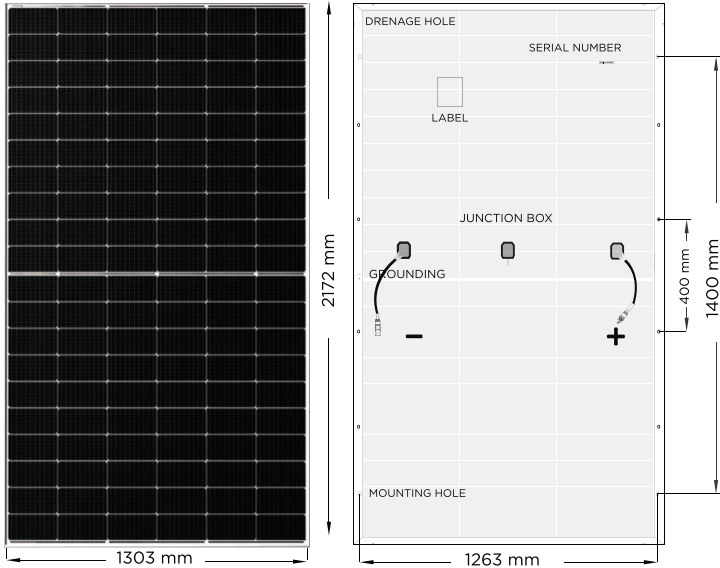 DRENAGE HOLE
SERIAL NUMBER
LABEL
JUNCTION BOX
GROUNDING
− +
MOUNTING HOLE
2172 mm
400 mm
1400 mm
1303 mm
1263 mm